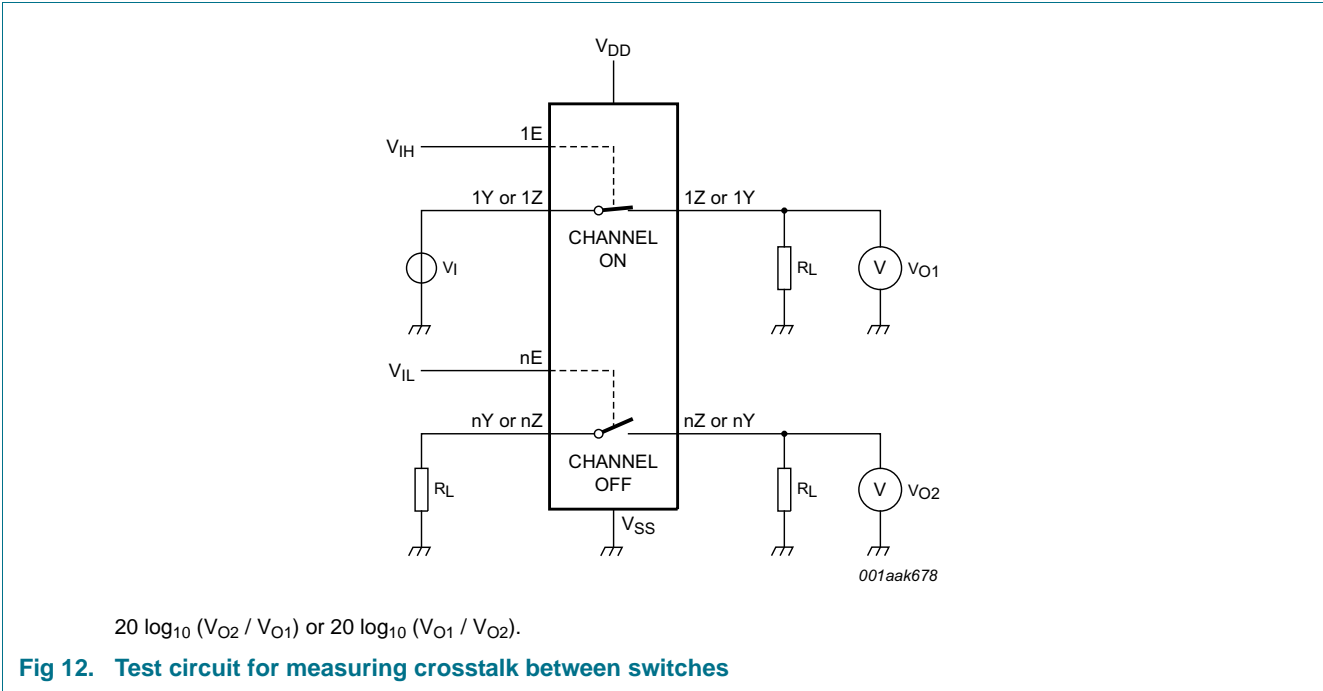 VDD
1E
VIH
1Y or 1Z
1Z or 1Y
CHANNEL
ON
VI
RL
V
VO1
nE
VIL
nY or nZ
nZ or nY
CHANNEL
OFF
RL
RL
V
VO2
VSS
001aak678
20 log10 (VO2 / VO1) or 20 log10 (VO1 / VO2).
Fig 12. Test circuit for measuring crosstalk between switches